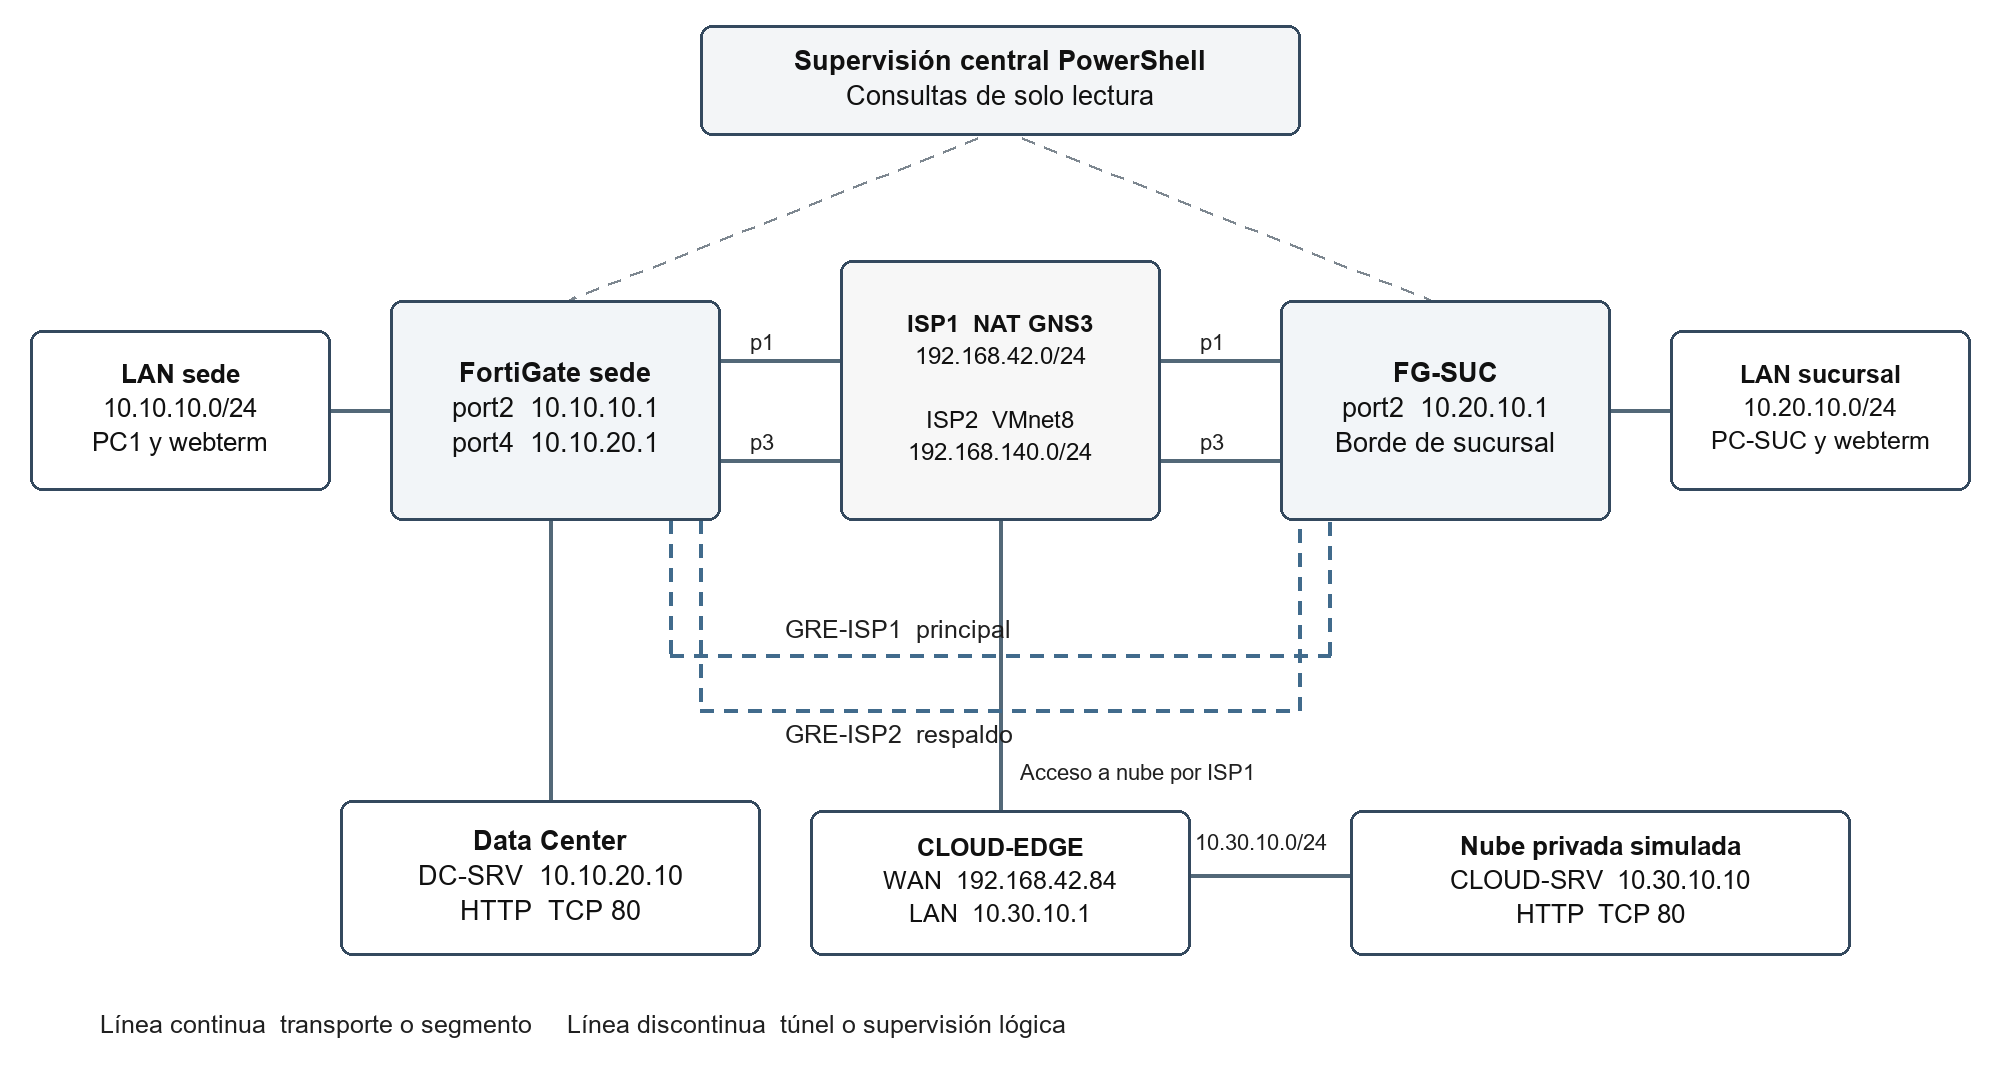 Supervisión central PowerShell
Consultas de solo lectura
LAN sede
10.10.10.0/24
PC1 y webterm
FortiGate sede
port2  10.10.10.1
port4  10.10.20.1
p1
p3
ISP1  NAT GNS3
192.168.42.0/24
ISP2  VMnet8
192.168.140.0/24
p1
p3
FG-SUC
port2  10.20.10.1
Borde de sucursal
LAN sucursal
10.20.10.0/24
PC-SUC y webterm
GRE-ISP1  principal
GRE-ISP2  respaldo
Acceso a nube por ISP1
Data Center
DC-SRV  10.10.20.10
HTTP  TCP 80
CLOUD-EDGE
WAN  192.168.42.84
LAN  10.30.10.1
10.30.10.0/24
Nube privada simulada
CLOUD-SRV  10.30.10.10
HTTP  TCP 80
Línea continua  transporte o segmento     Línea discontinua  túnel o supervisión lógica